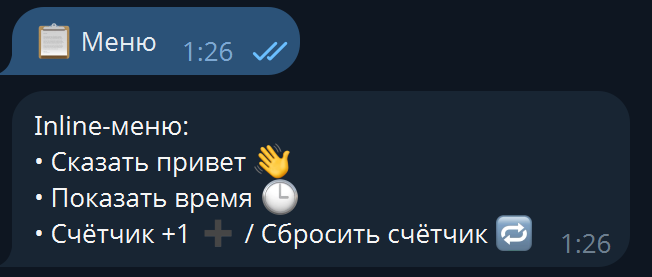 📋 Меню 1:26
Inline-меню:
• Сказать привет 👋
• Показать время 🕒
• Счётчик +1 ➕ / Сбросить счётчик 🔁 1:26